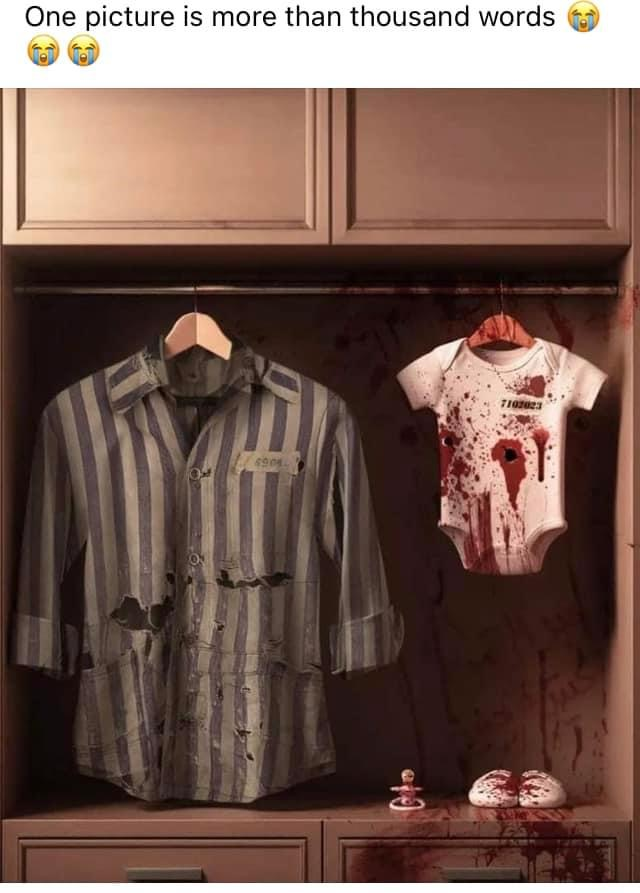 One picture is more than thousand words 😭
😭😭
7102023